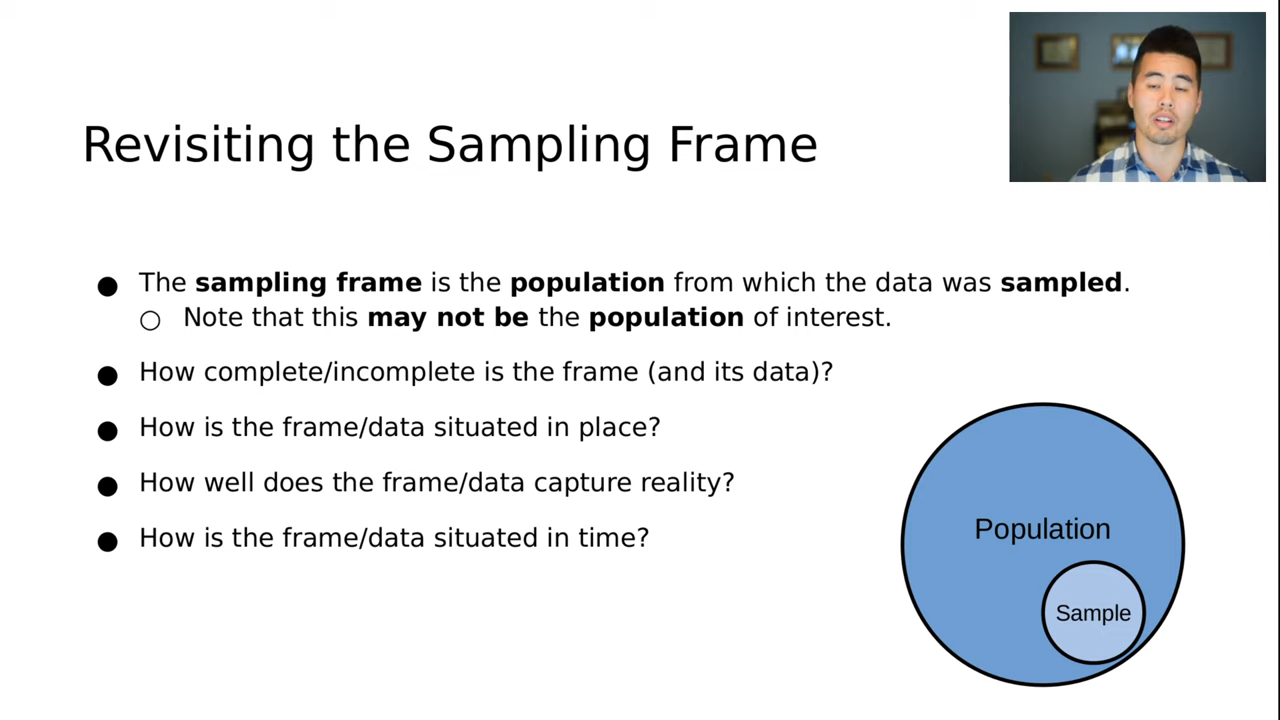 Revisiting the Sampling Frame
● The sampling frame is the population from which the data was sampled.
○ Note that this may not be the population of interest.
● How complete/incomplete is the frame (and its data)?
● How is the frame/data situated in place?
● How well does the frame/data capture reality?
● How is the frame/data situated in time?
Population
Sample